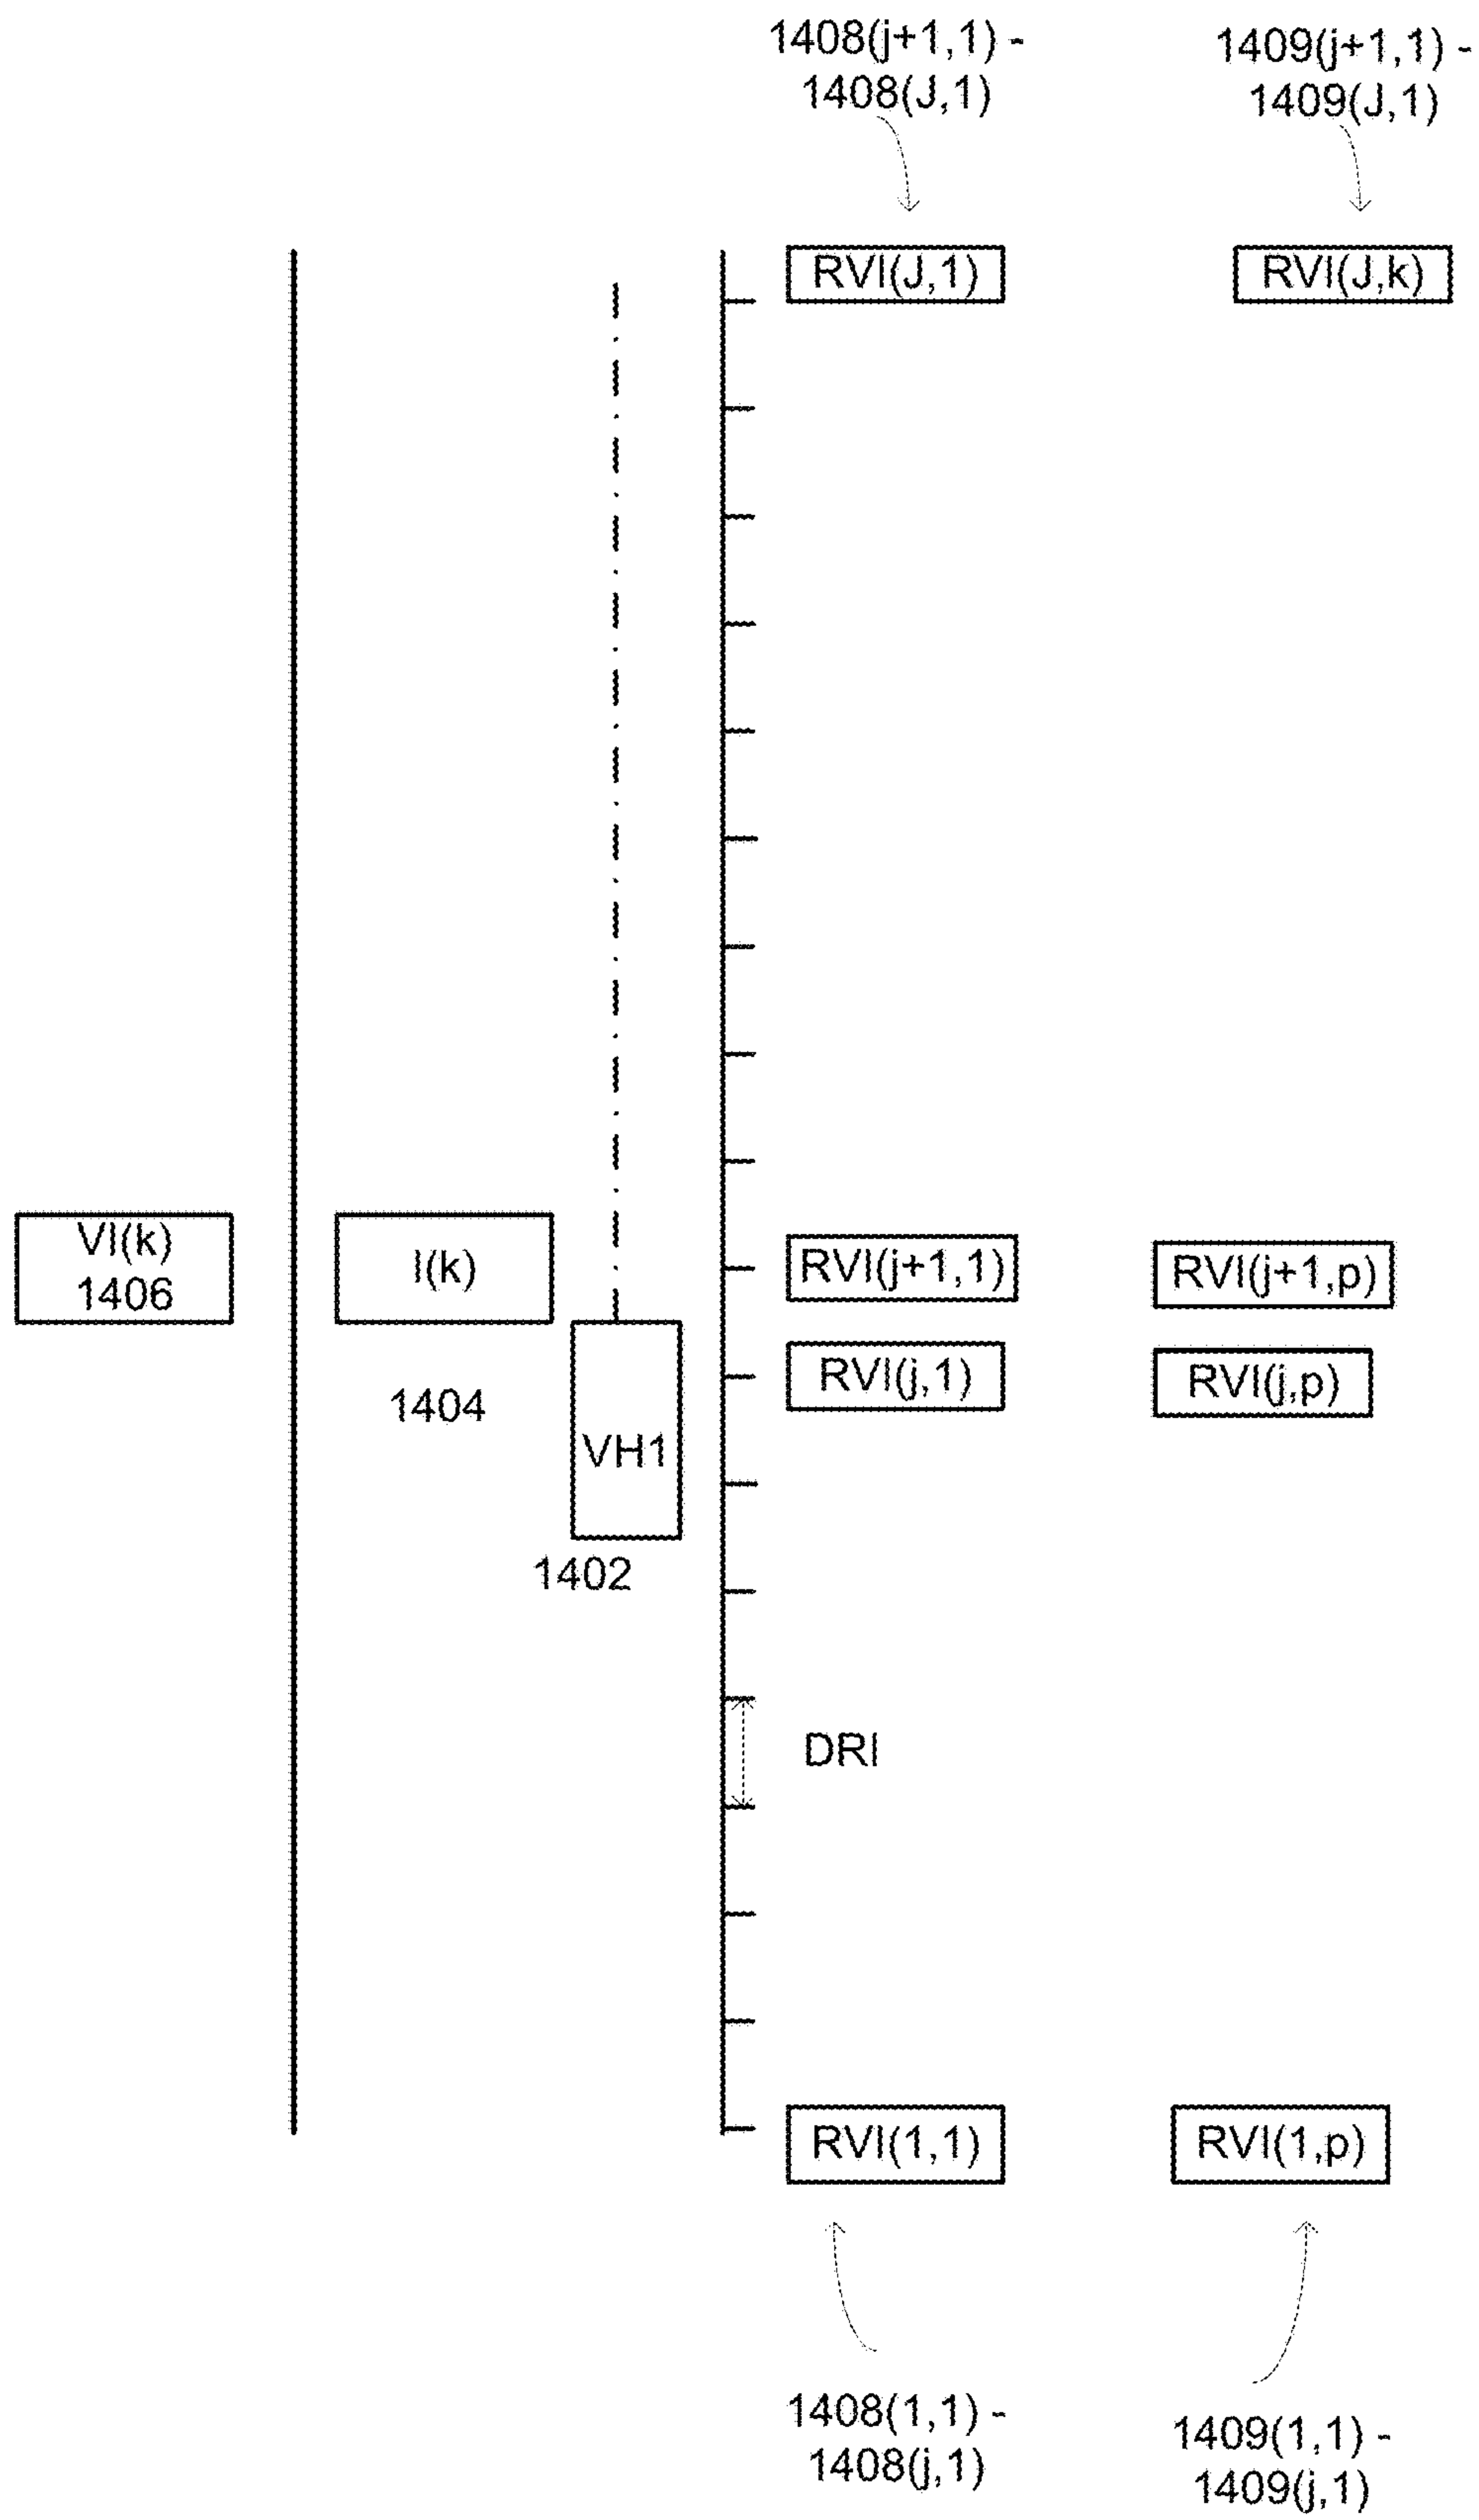 1408(j+1,1) -
1408(J,1)
1409(j+1,1) -
1409(J,1)
RVI(J,1)
RVI(J,k)
VI(k)
1406
I(k)
RVI(j+1,1)
RVI(j+1,p)
1404
RVI(j,1)
RVI(j,p)
VH1
1402
DRI
RVI(1,1)
RVI(1,p)
1408(1,1) -
1408(j,1)
1409(1,1) -
1409(j,1)